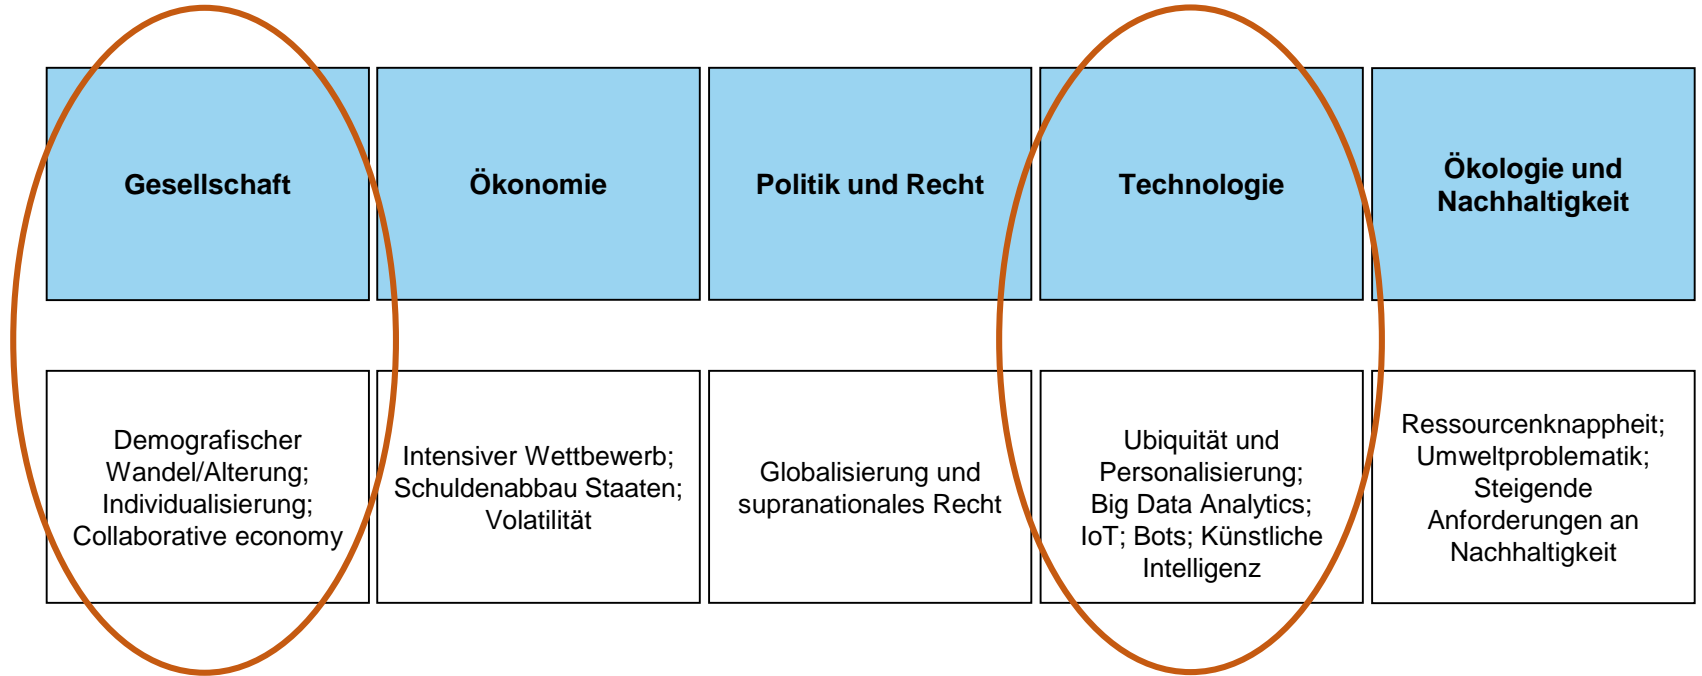 Gesellschaft
Ökonomie
Politik und Recht
Technologie
Ökologie und
Nachhaltigkeit
Demografischer
Wandel/Alterung;
Individualisierung;
Collaborative economy
Intensiver Wettbewerb;
Schuldenabbau Staaten;
Volatilität
Globalisierung und
supranationales Recht
Ubiquität und
Personalisierung;
Big Data Analytics;
IoT; Bots; Künstliche
Intelligenz
Ressourcenknappheit;
Umweltproblematik;
Steigende
Anforderungen an
Nachhaltigkeit